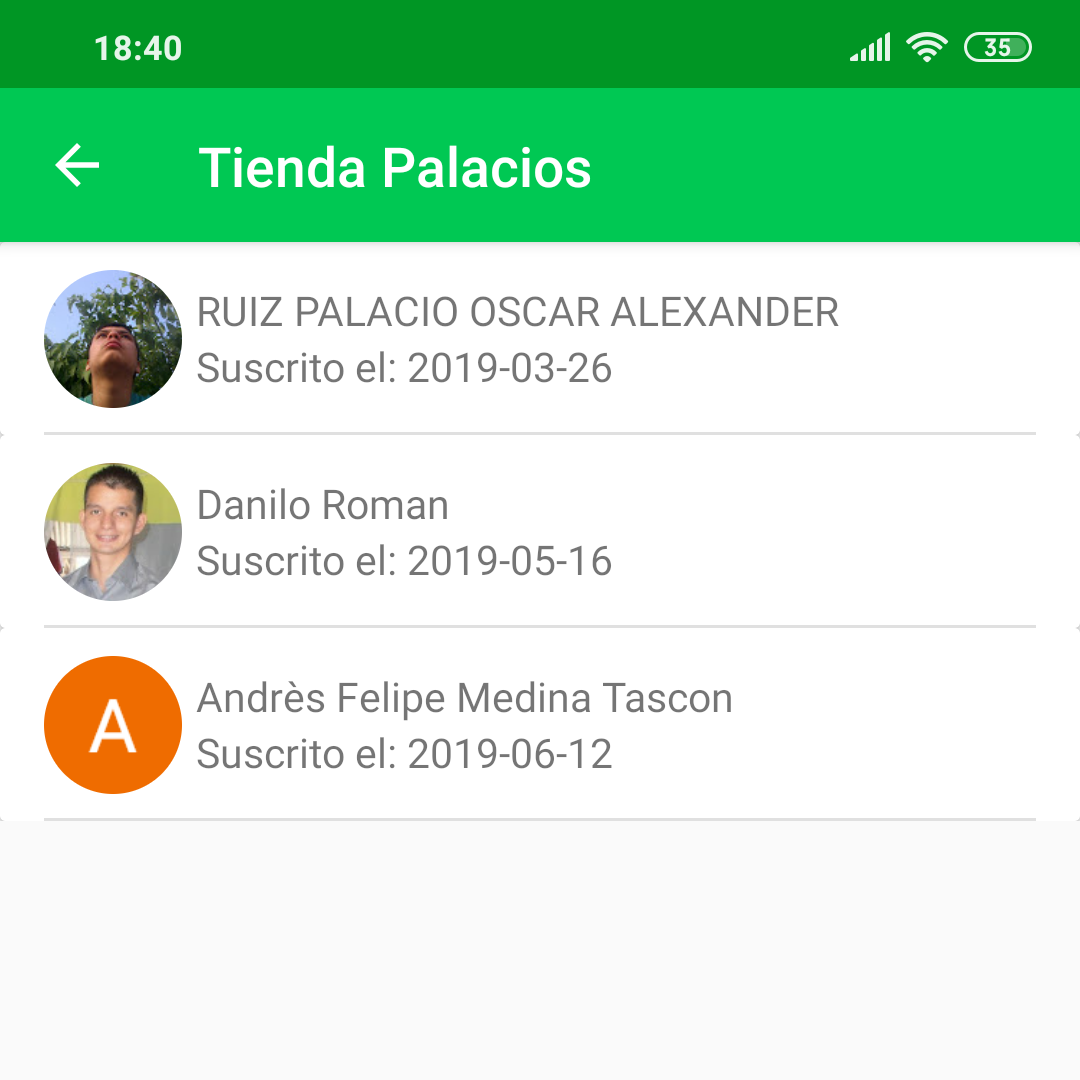 18:40
35
Tienda Palacios
RUIZ PALACIO OSCAR ALEXANDER
Suscrito el: 2019-03-26
Danilo Roman
Suscrito el: 2019-05-16
A
Andrès Felipe Medina Tascon
Suscrito el: 2019-06-12